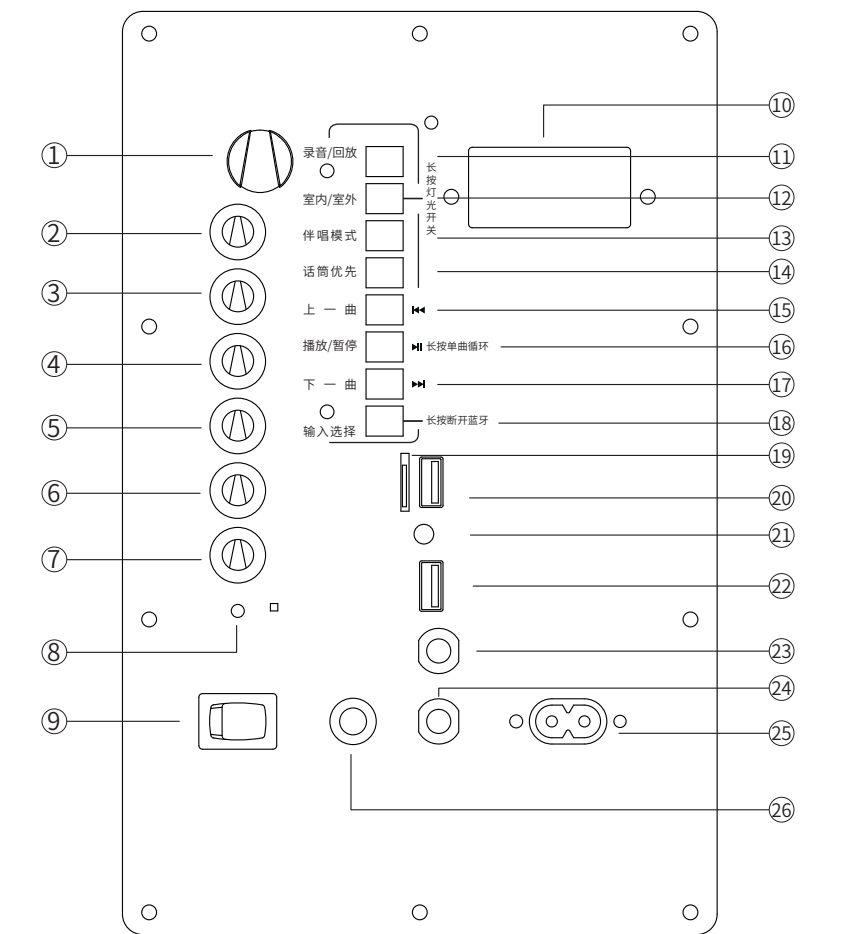 ⑩
①
录音/回放
⑪
长按灯光开关
室内/室外
⑫
②
伴唱模式
⑬
话筒优先
⑭
③
上一曲
⑮
播放/暂停
长按单曲循环
⑯
④
下一曲
⑰
输入选择
长按断开蓝牙
⑱
⑤
⑲
⑥
⑳
㉑
⑦
㉒
⑧
㉓
㉔
⑨
㉕
㉖